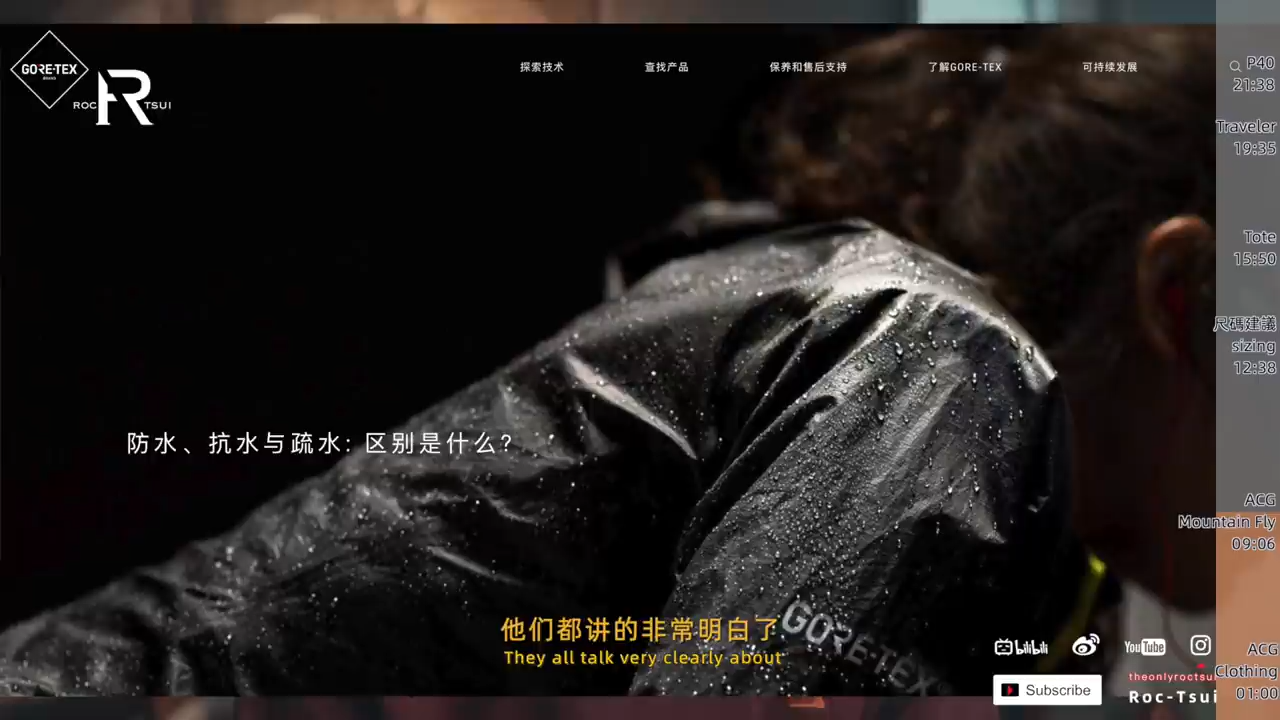 GORE-TEX
BRAND
ROC R TSUI
探索技术
查找产品
保养和售后支持
了解GORE-TEX
可持续发展
P40
21:38
Traveler
19:35
Tote
15:50
尺碼建議
sizing
12:38
防水、抗水与疏水: 区别是什么?
ACG
Mountain Fly
09:06
他们都讲的非常明白了
They all talk very clearly about
GORE-TEX
bilibili
YouTube
Subscribe
theonlyroctsui
Roc-Tsui
ACG
Clothing
01:00